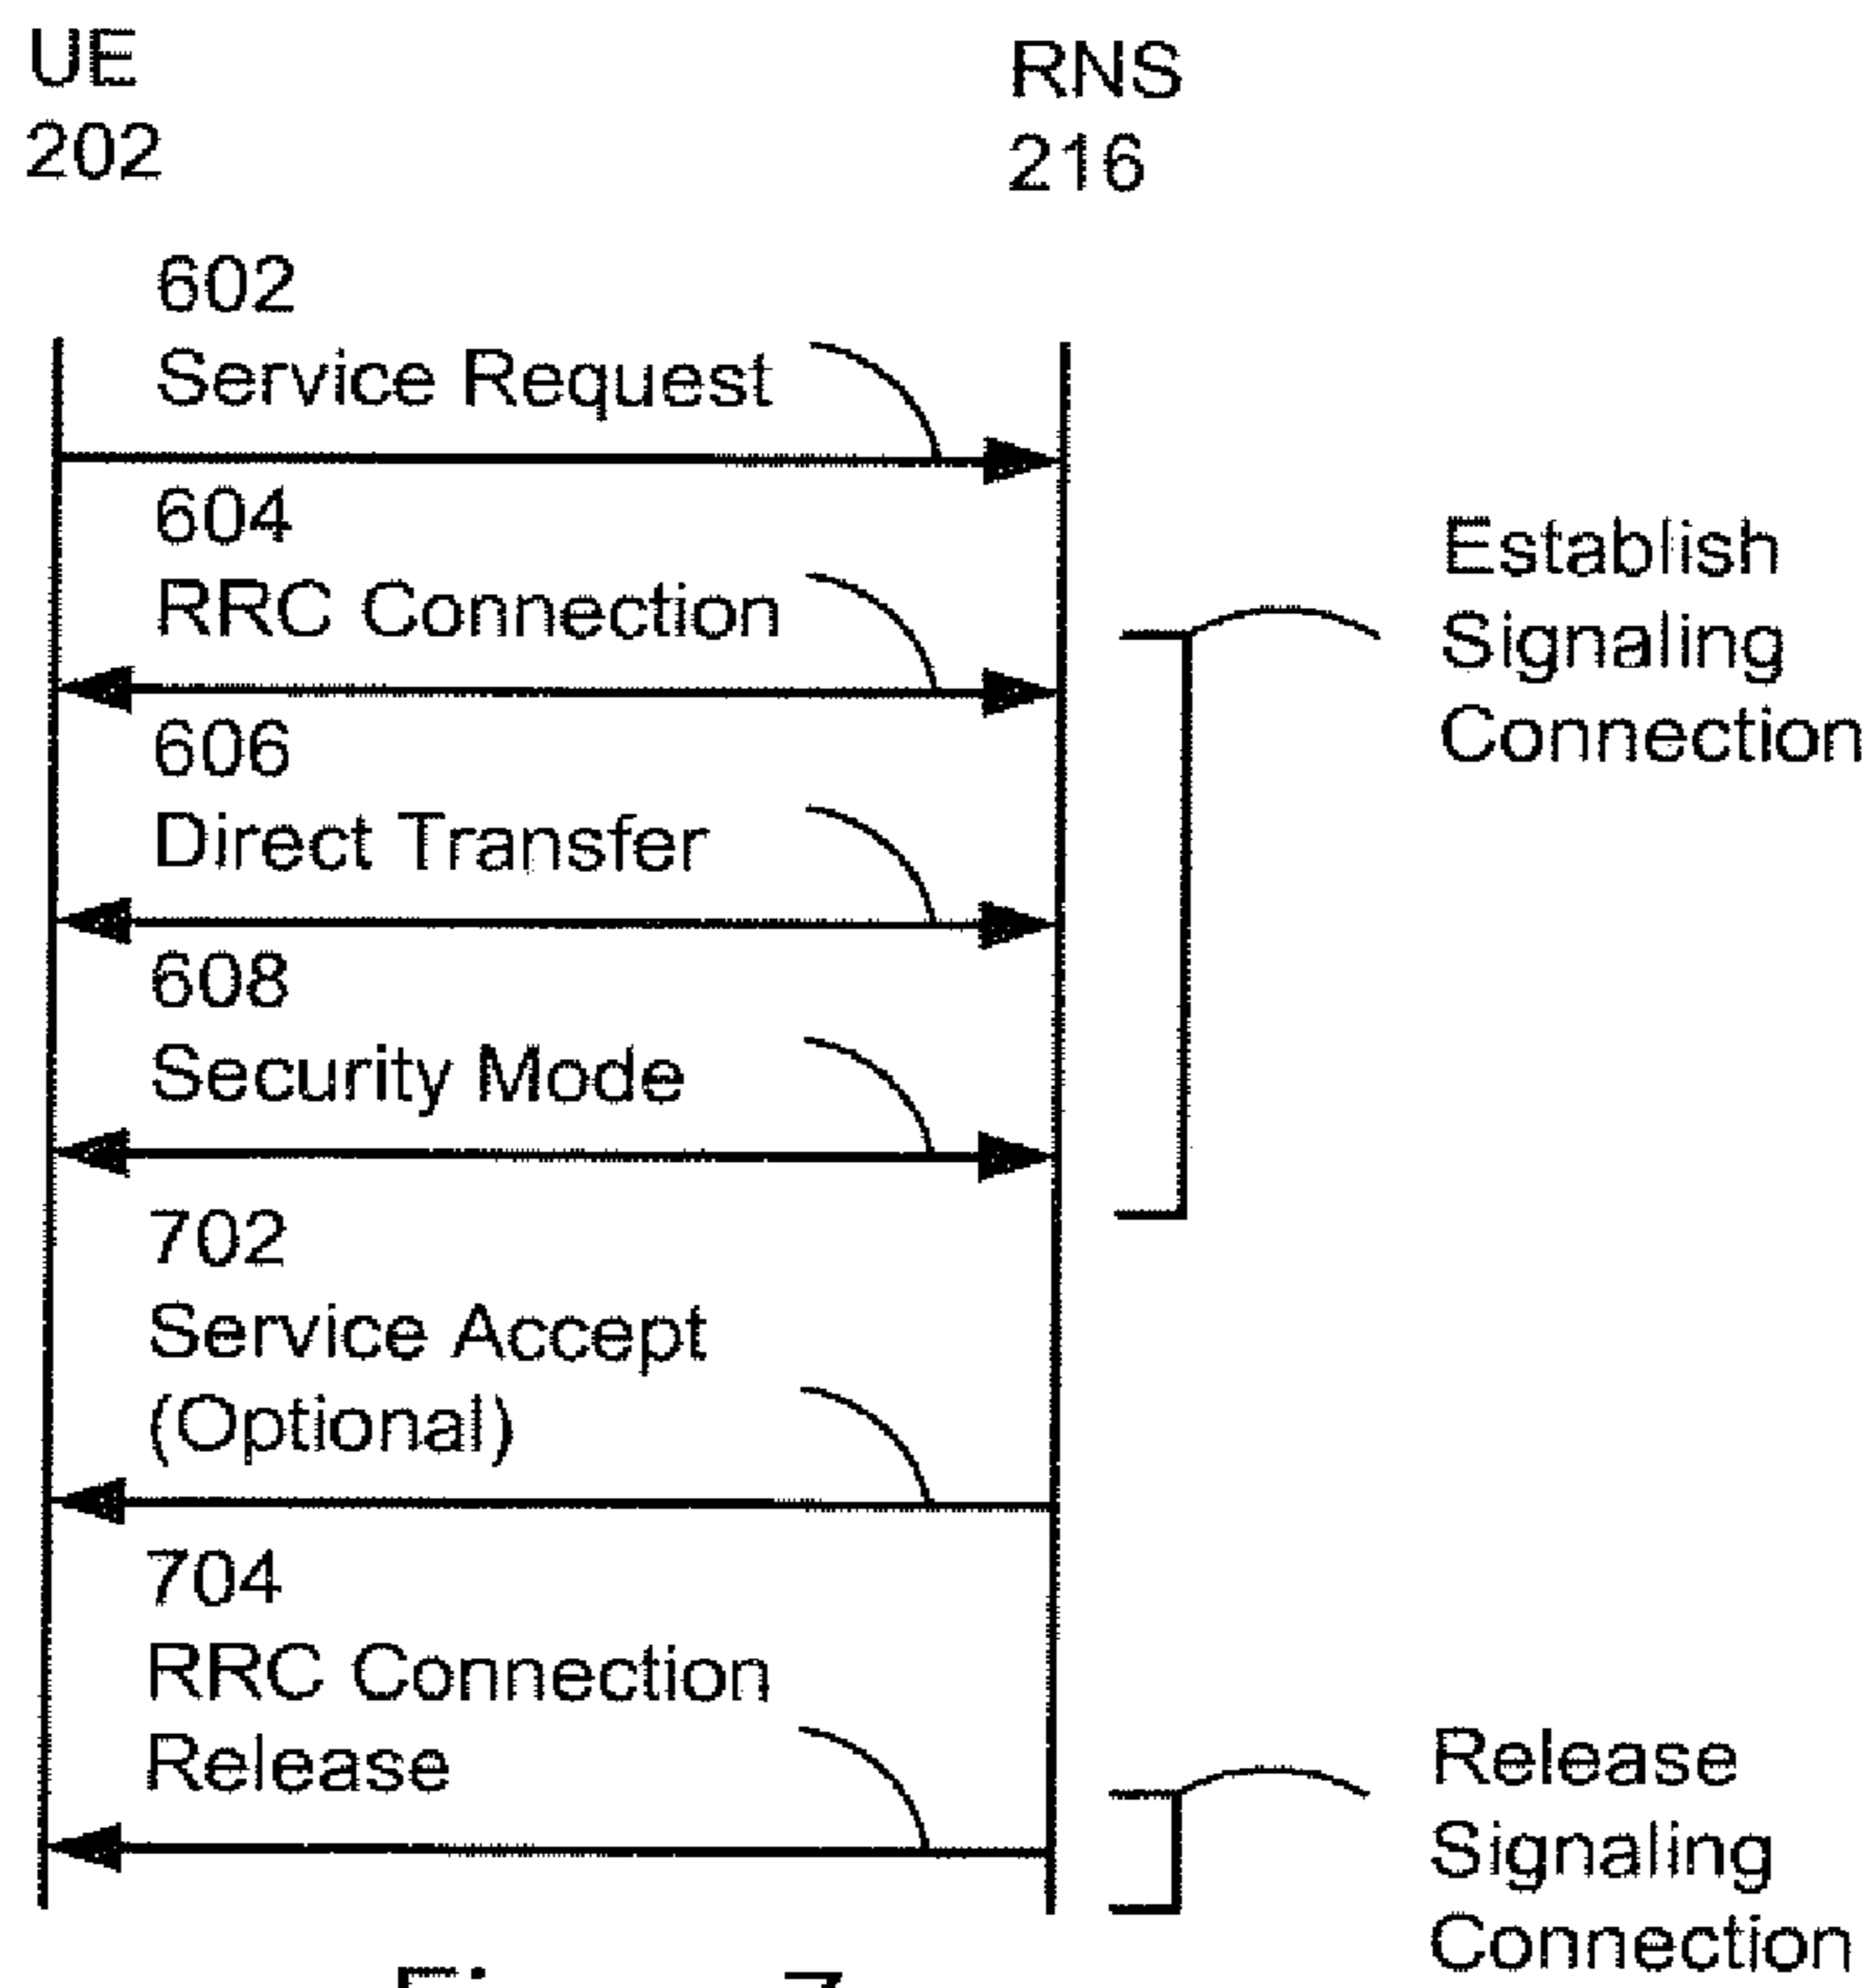 UE
202
RNS
216
602
Service Request
604
RRC Connection
606
Direct Transfer
608
Security Mode
Establish
Signaling
Connection
702
Service Accept
(Optional)
704
RRC Connection
Release
Release
Signaling
Connection
7